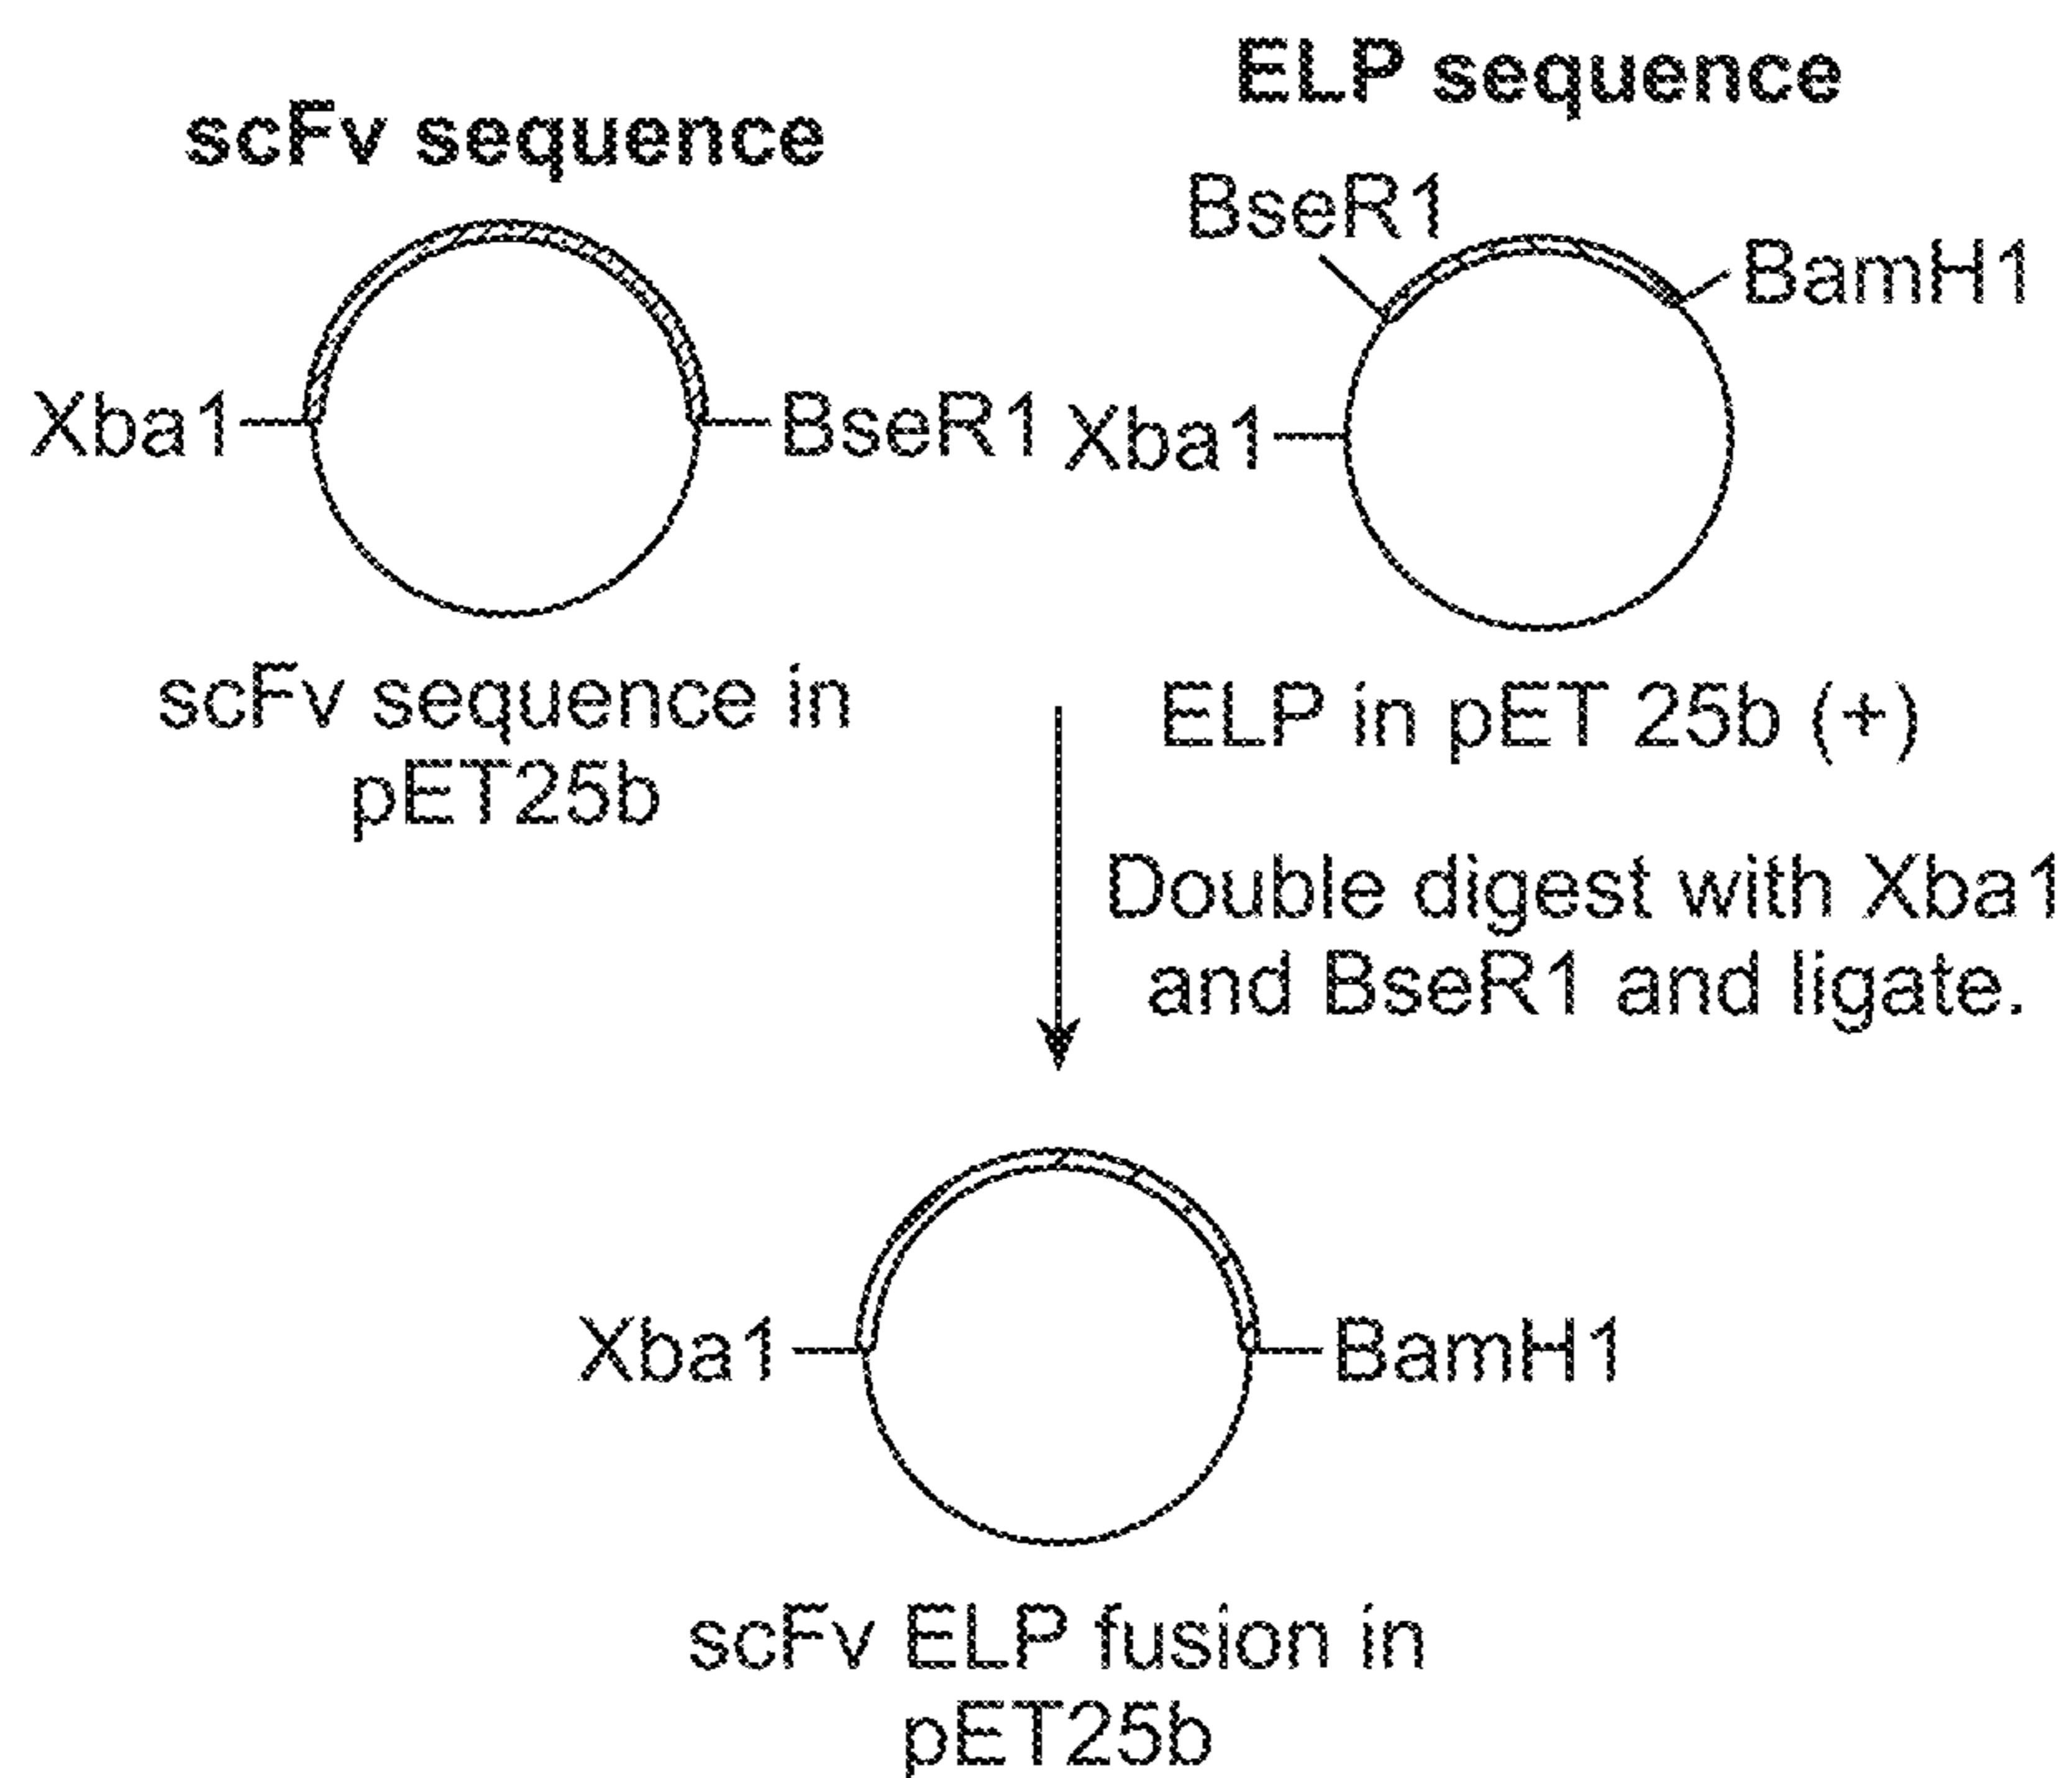 scFv sequence
Xba1
BseR1
scFv sequence in
pET25b
ELP sequence
BseR1
BamH1
Xba1
ELP in pET 25b (+)
Double digest with Xba1
and BseR1 and ligate.
Xba1
BamH1
scFv ELP fusion in
pET25b